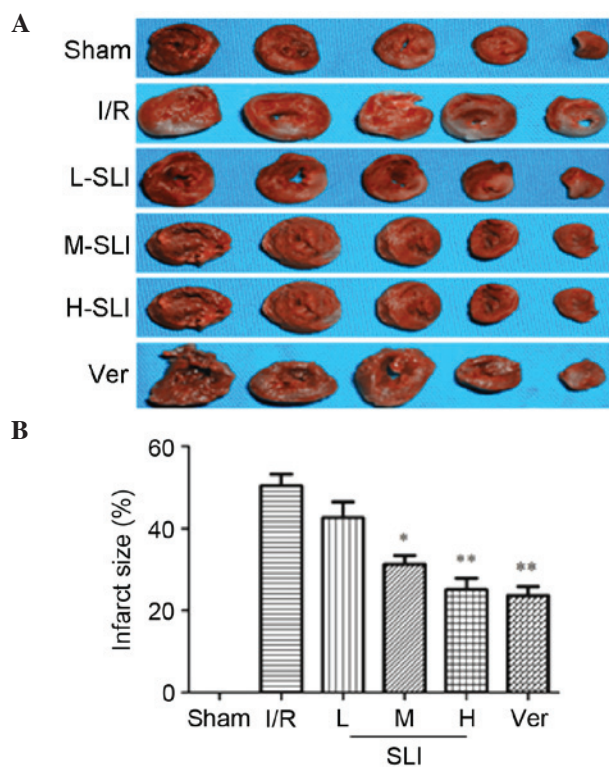 A
Sham
I/R
L-SLI
M-SLI
H-SLI
Ver
B
Infarct size (%)
60
40
20
0
*
**
**
Sham I/R L M H Ver
SLI